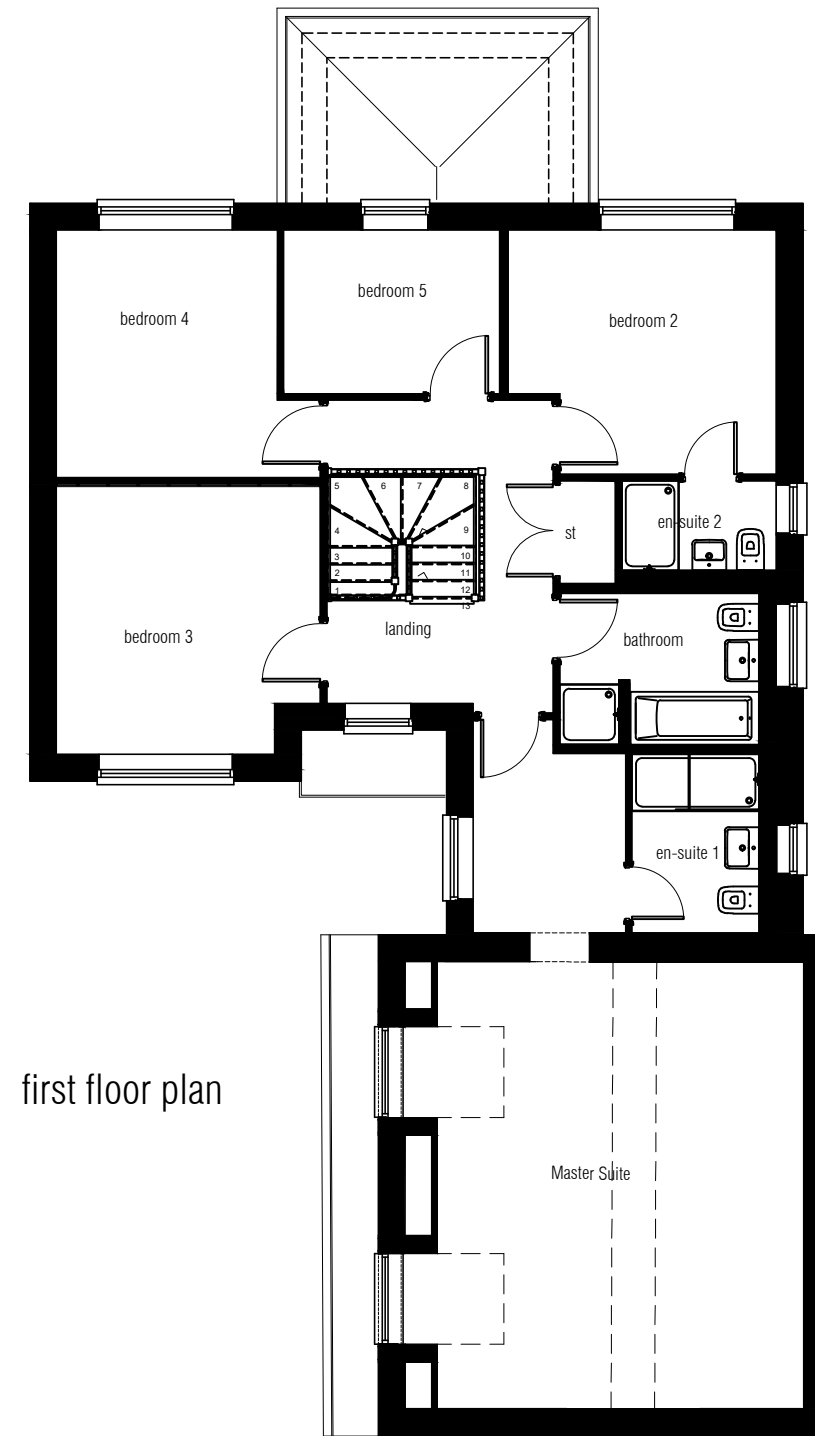 bedroom 4
bedroom 5
bedroom 2
5 6 7 8
4 9
3 10
2 11
1 12
13
st
en-suite 2
bedroom 3
landing
bathroom
en-suite 1
first floor plan
Master Suite